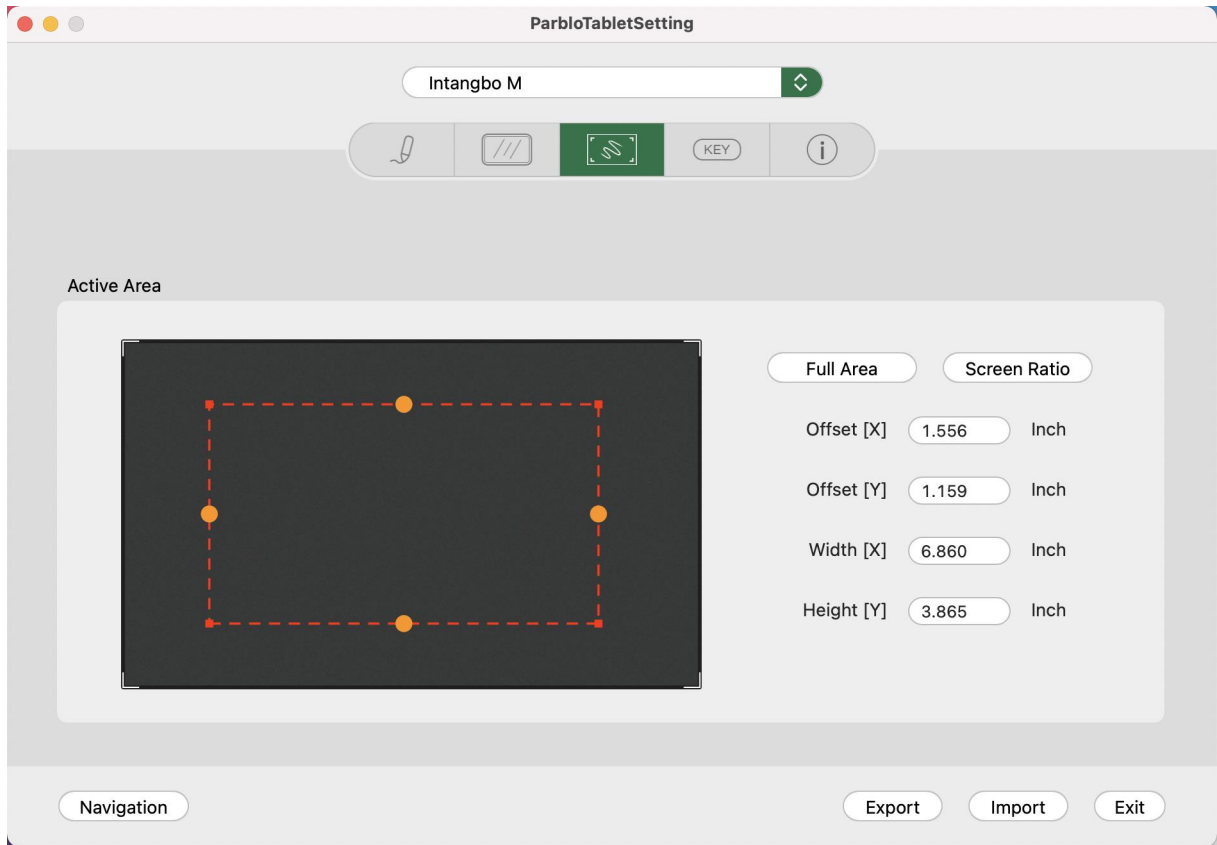 ParbloTabletSetting
Intangbo M
KEY
i
Active Area
Full Area Screen Ratio
Offset [X] 1.556 Inch
Offset [Y] 1.159 Inch
Width [X] 6.860 Inch
Height [Y] 3.865 Inch
Navigation Export Import Exit